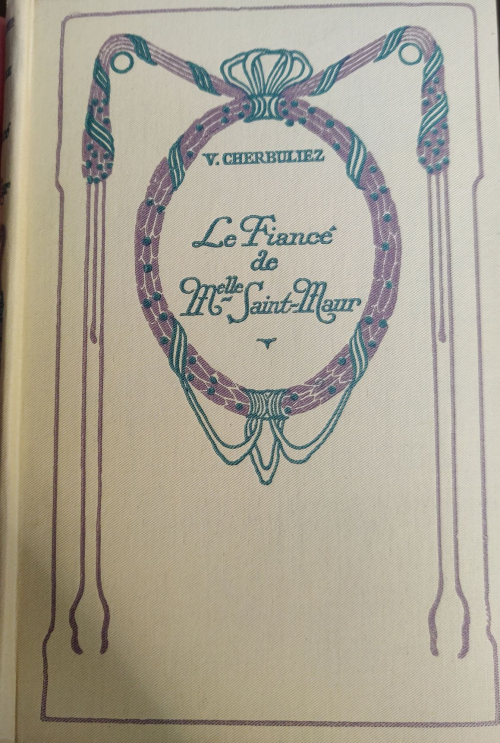 V. CHERBULIEZ
Le Fiancé
de
Melle Saint-Maur